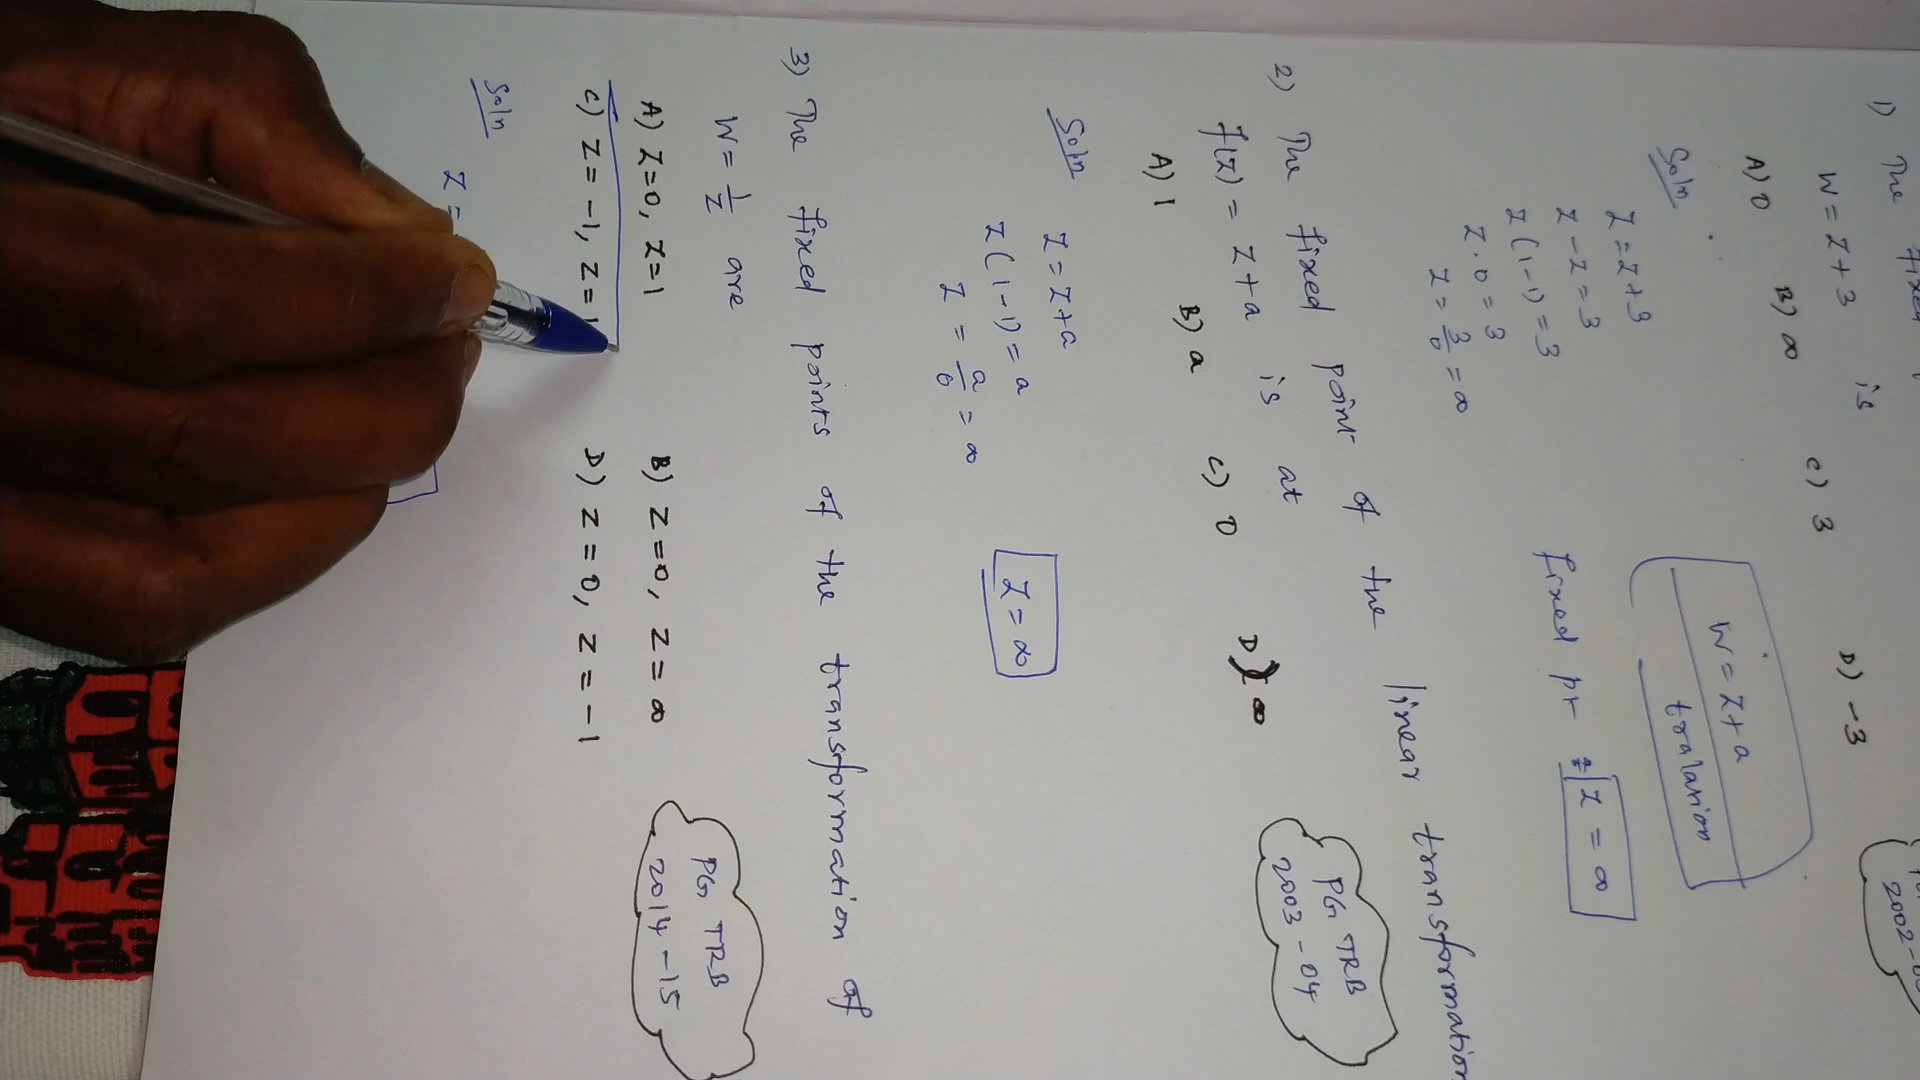 1) The fixed
W = Z + 3 is
A) 0 B) ∞ C) 3 D) -3
Soln
Z = Z + 3
Z - Z = 3
Z (1-1) = 3
Z . 0 = 3
Z = 3/0 = ∞
W = Z + a
tralation
fixed pt Z = ∞
2) The fixed point of the linear transformation
f(Z) = Z + a is at
A) 1 B) a C) 0 D) ∞
PG TRB
2003 - 04
Soln
Z = Z + a
Z (1-1) = a
Z = a/0 = ∞
Z = ∞
3) The fixed points of the transformation of
W = 1/Z are
A) Z = 0, Z = 1 B) Z = 0, Z = ∞
C) Z = -1, Z = 1 D) Z = 0, Z = -1
PG TRB
2014 - 15
Soln
Z =